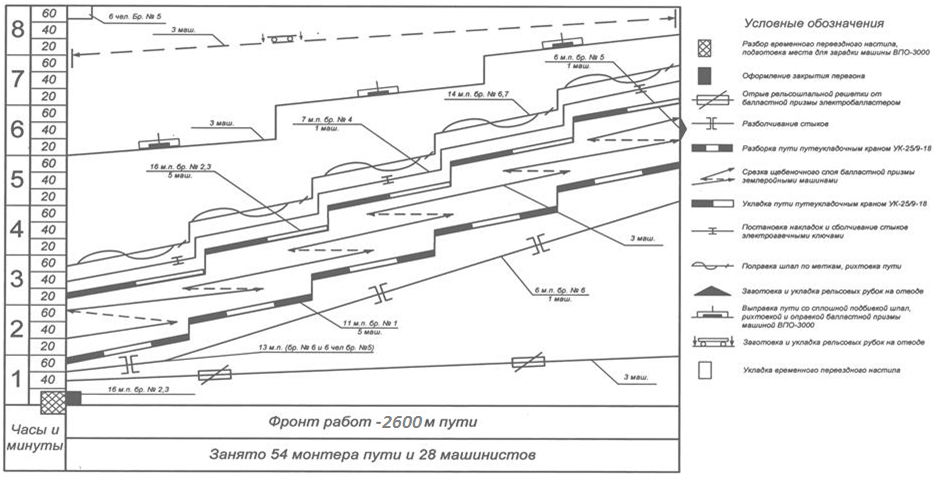 8
60
40
20
7
60
40
20
6
60
40
20
5
60
40
20
4
60
40
20
3
60
40
20
2
60
40
20
1
60
40
6 чел. Бр. № 5
3 маш.
6 м.п. бр. № 5
1 маш.
14 м.п. бр. № 6,7
3 маш.
7 м.п. бр. № 4
1 маш.
16 м.п. бр. № 2,3
5 маш.
3 маш.
6 м.п. бр. № 6
1 маш.
11 м.п. бр. № 1
5 маш.
13 м.п. (бр. № 6 и 6 чел бр. №5)
3 маш.
16 м.п. бр. № 2,3
Часы и
минуты
Фронт работ -2600 м пути
Занято 54 монтера пути и 28 машинистов
Условные обозначения
Разбор временного переездного настила,
подготовка места для зарядки машины ВПО-3000
Оформление закрытия перегона
Отрыв рельсошпальной решетки от
балластной призмы электробалластером
Разболчивание стыков
Разборка пути путеукладочным краном УК-25/9-18
Срезка щебеночного слоя балластной призмы
землеройными машинами
Укладка пути путеукладочным краном УК-25/9-18
Постановка накладок и сболчивание стыков
электрогаечными ключами
Поправка шпал по меткам, рихтовка пути
Заготовка и укладка рельсовых рубок на отводе
Выправка пути со сплошной подбивкой шпал,
рихтовкой и оправкой балластной призмы
машиной ВПО-3000
Заготовка и укладка рельсовых рубок на отводе
Укладка временного переездного настила